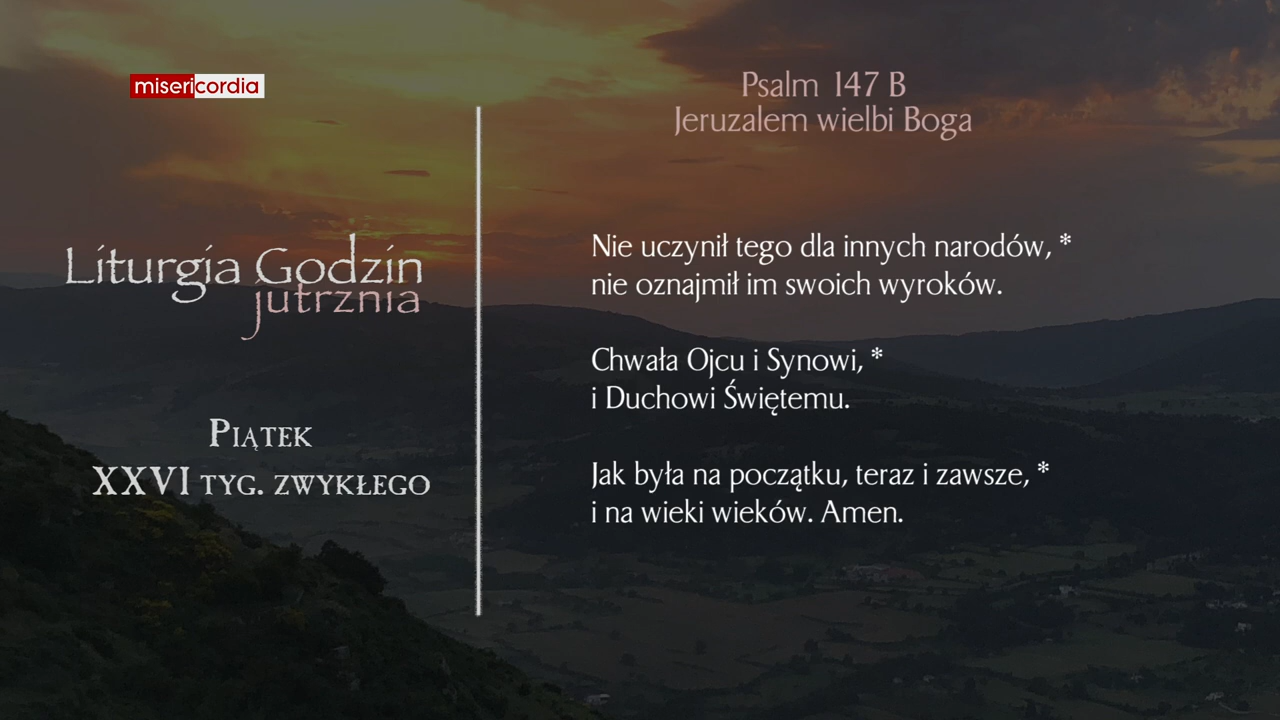 misericordia
Liturgia Godzin
jutrznia
Piątek
XXVI tyg. zwykłego
Psalm 147 B
Jeruzalem wielbi Boga
Nie uczynił tego dla innych narodów, *
nie oznajmił im swoich wyroków.
Chwała Ojcu i Synowi, *
i Duchowi Świętemu.
Jak była na początku, teraz i zawsze, *
i na wieki wieków. Amen.